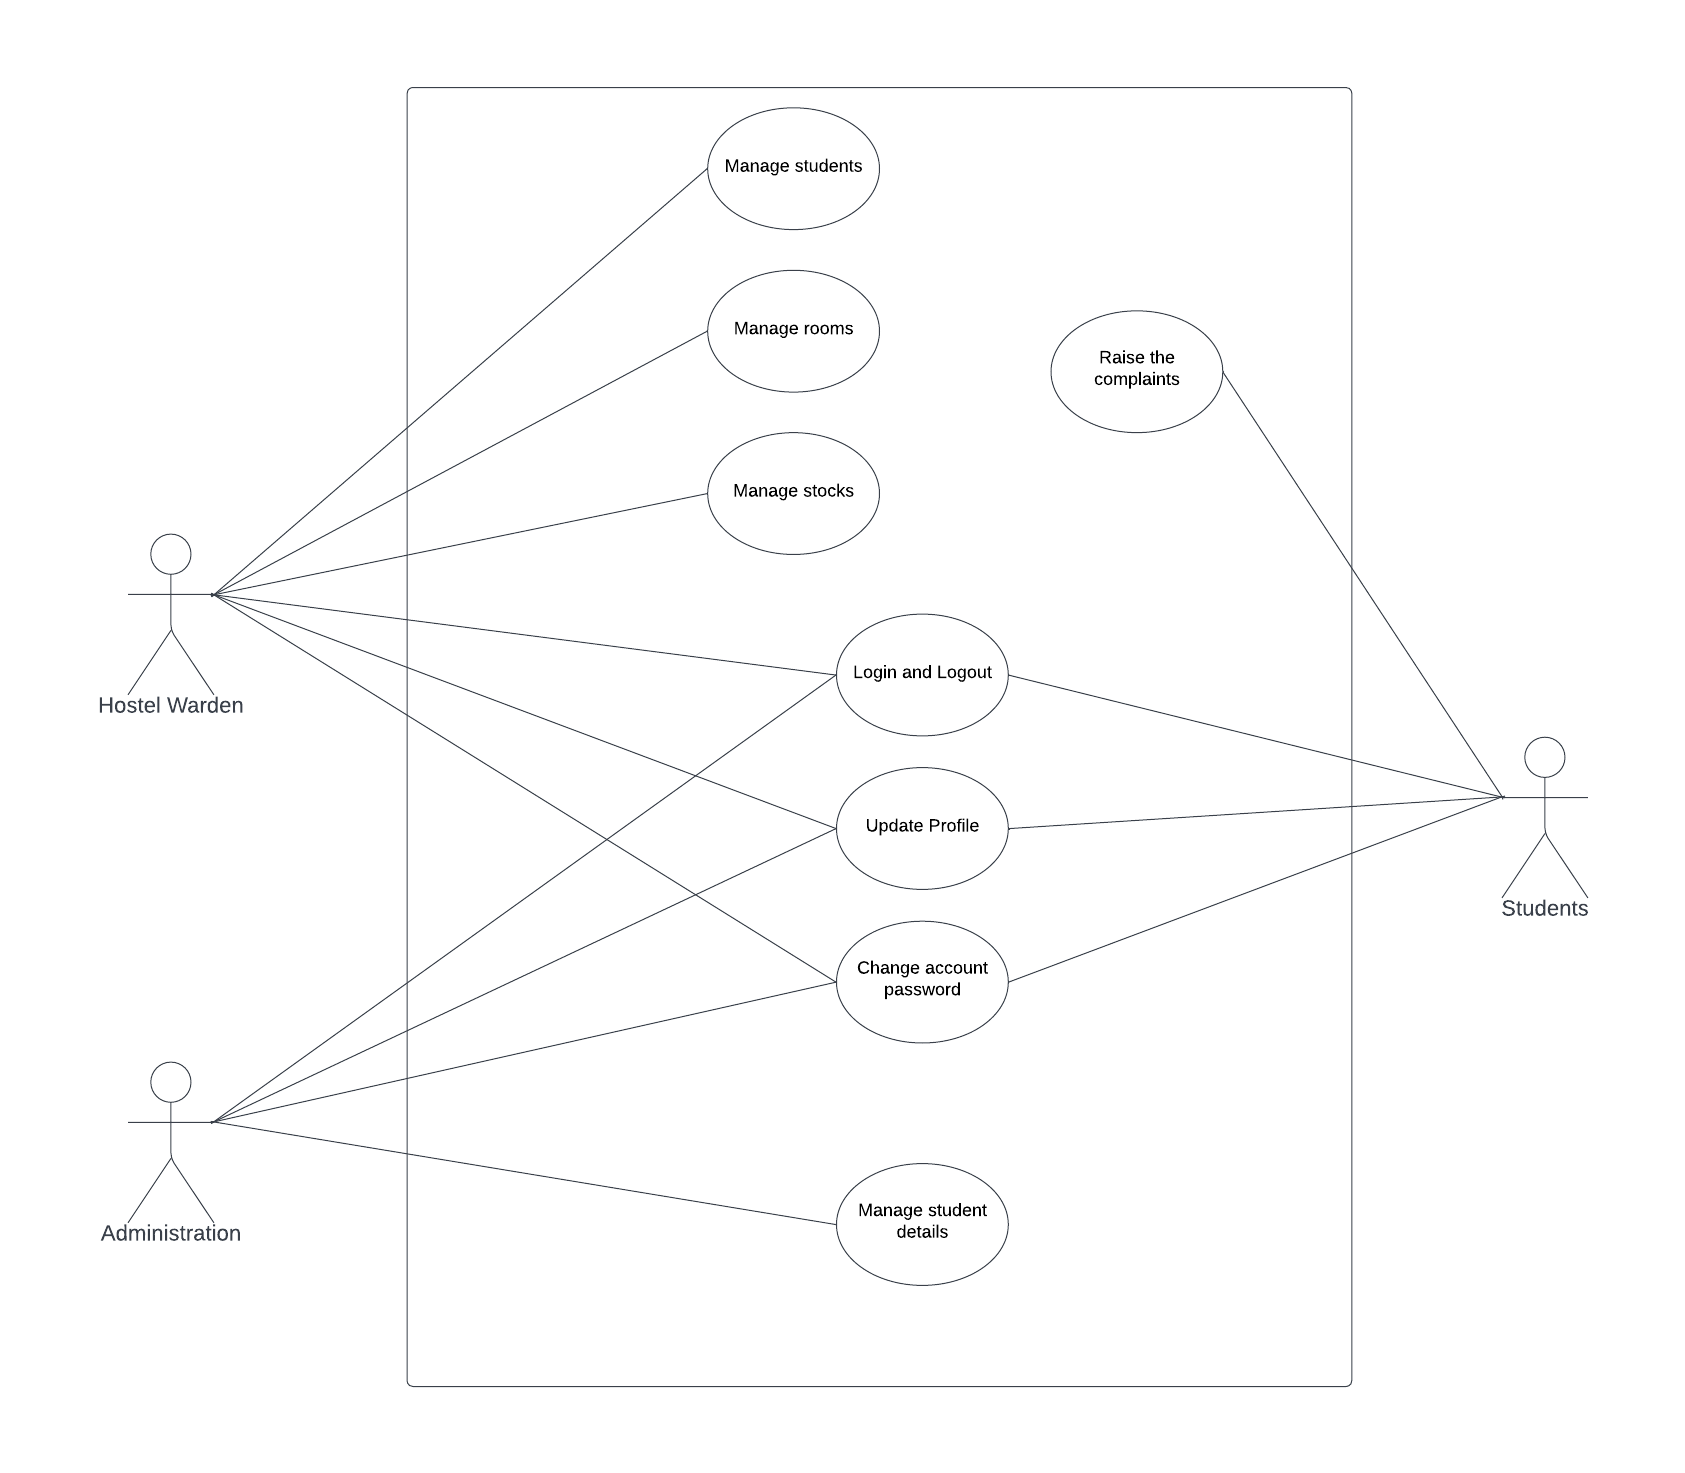 Manage students
Manage rooms
Raise the
complaints
Manage stocks
Login and Logout
Hostel Warden
Update Profile
Students
Change account
password
Manage student
details
Administration